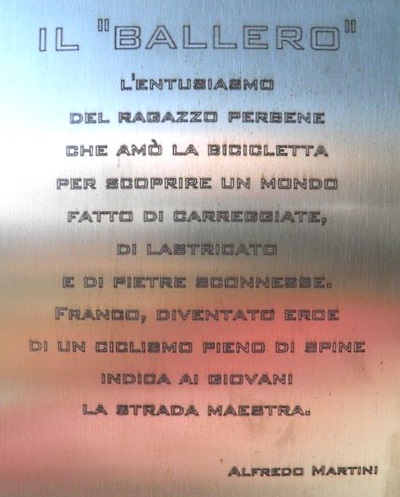 IL "BALLERO"
L'ENTUSIASMO
DEL RAGAZZO PERBENE
CHE AMÒ LA BICICLETTA
PER SCOPRIRE UN MONDO
FATTO DI CARREGGIATE,
DI LASTRICATO
E DI PIETRE SCONNESSE.
FRANCO, DIVENTATO EROE
DI UN CICLISMO PIENO DI SPINE
INDICA AI GIOVANI
LA STRADA MAESTRA.
ALFREDO MARTINI